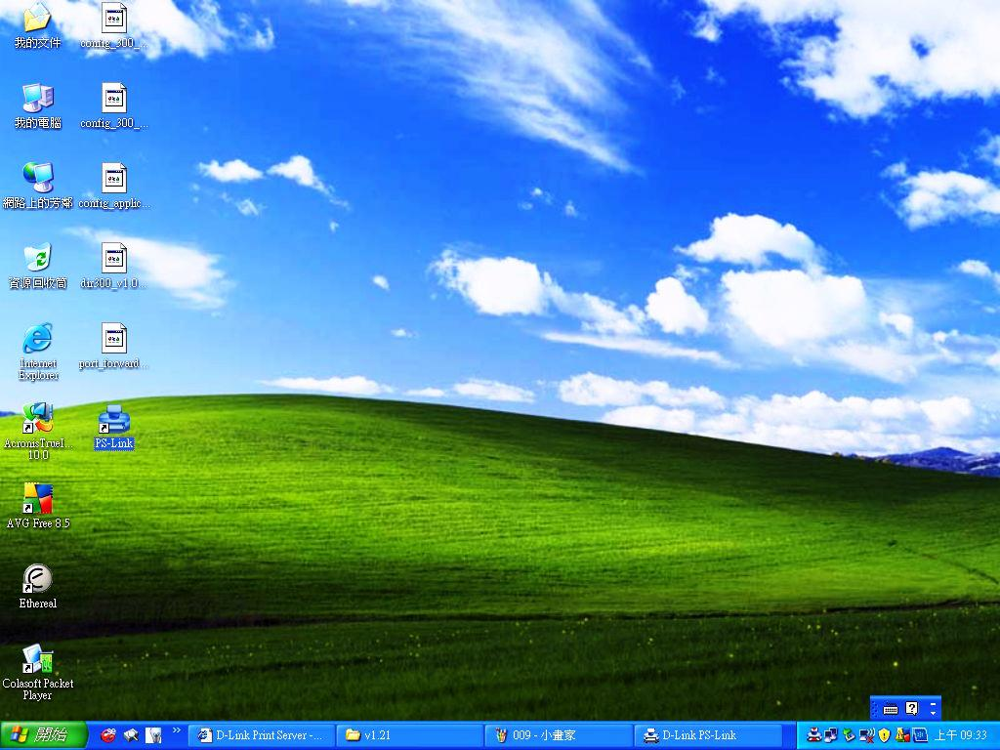 我的文件
config_300_...
我的電腦
config_300_...
網路上的芳鄰
config_applic...
資源回收筒
dir300_v1.0...
Internet
Explorer
port_forward...
AcronisTrueI...
10.0
PS-Link
AVG Free 8.5
Ethereal
Colasoft Packet
Player
開始
D-Link Print Server -...
v1.21
009 - 小畫家
D-Link PS-Link
上午 09:33